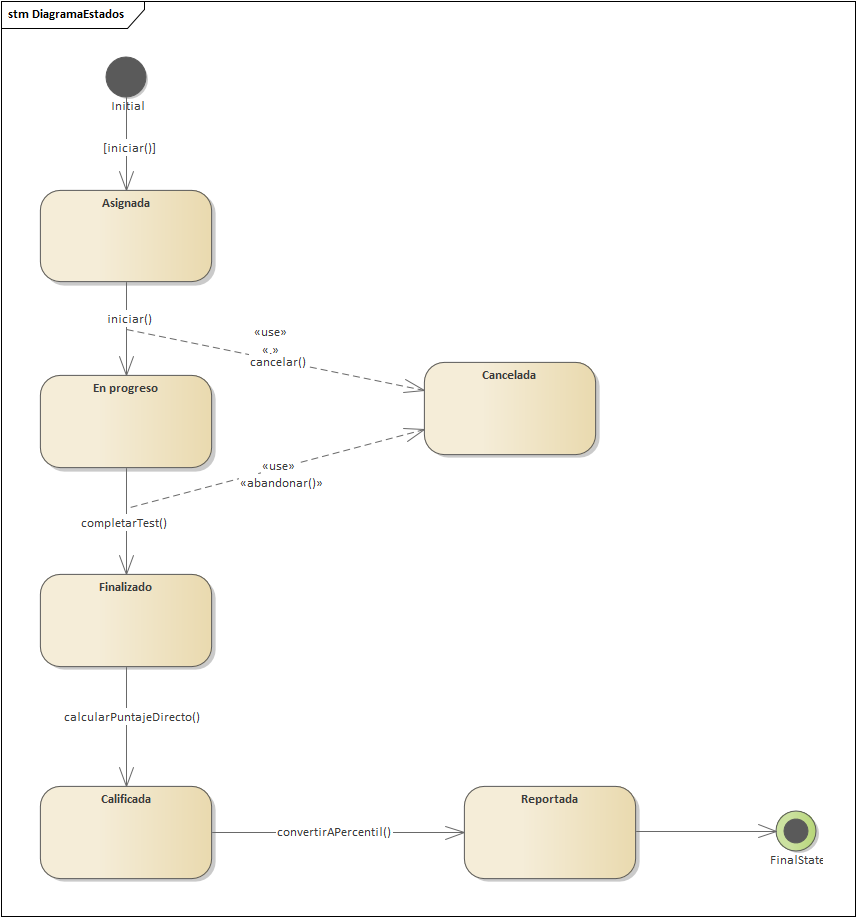 stm DiagramaEstados
Initial
[iniciar()]
Asignada
iniciar()
«use»
«.»
cancelar()
En progreso
Cancelada
«use»
«abandonar()»
completarTest()
Finalizado
calcularPuntajeDirecto()
Calificada
convertirAPercentil()
Reportada
FinalState